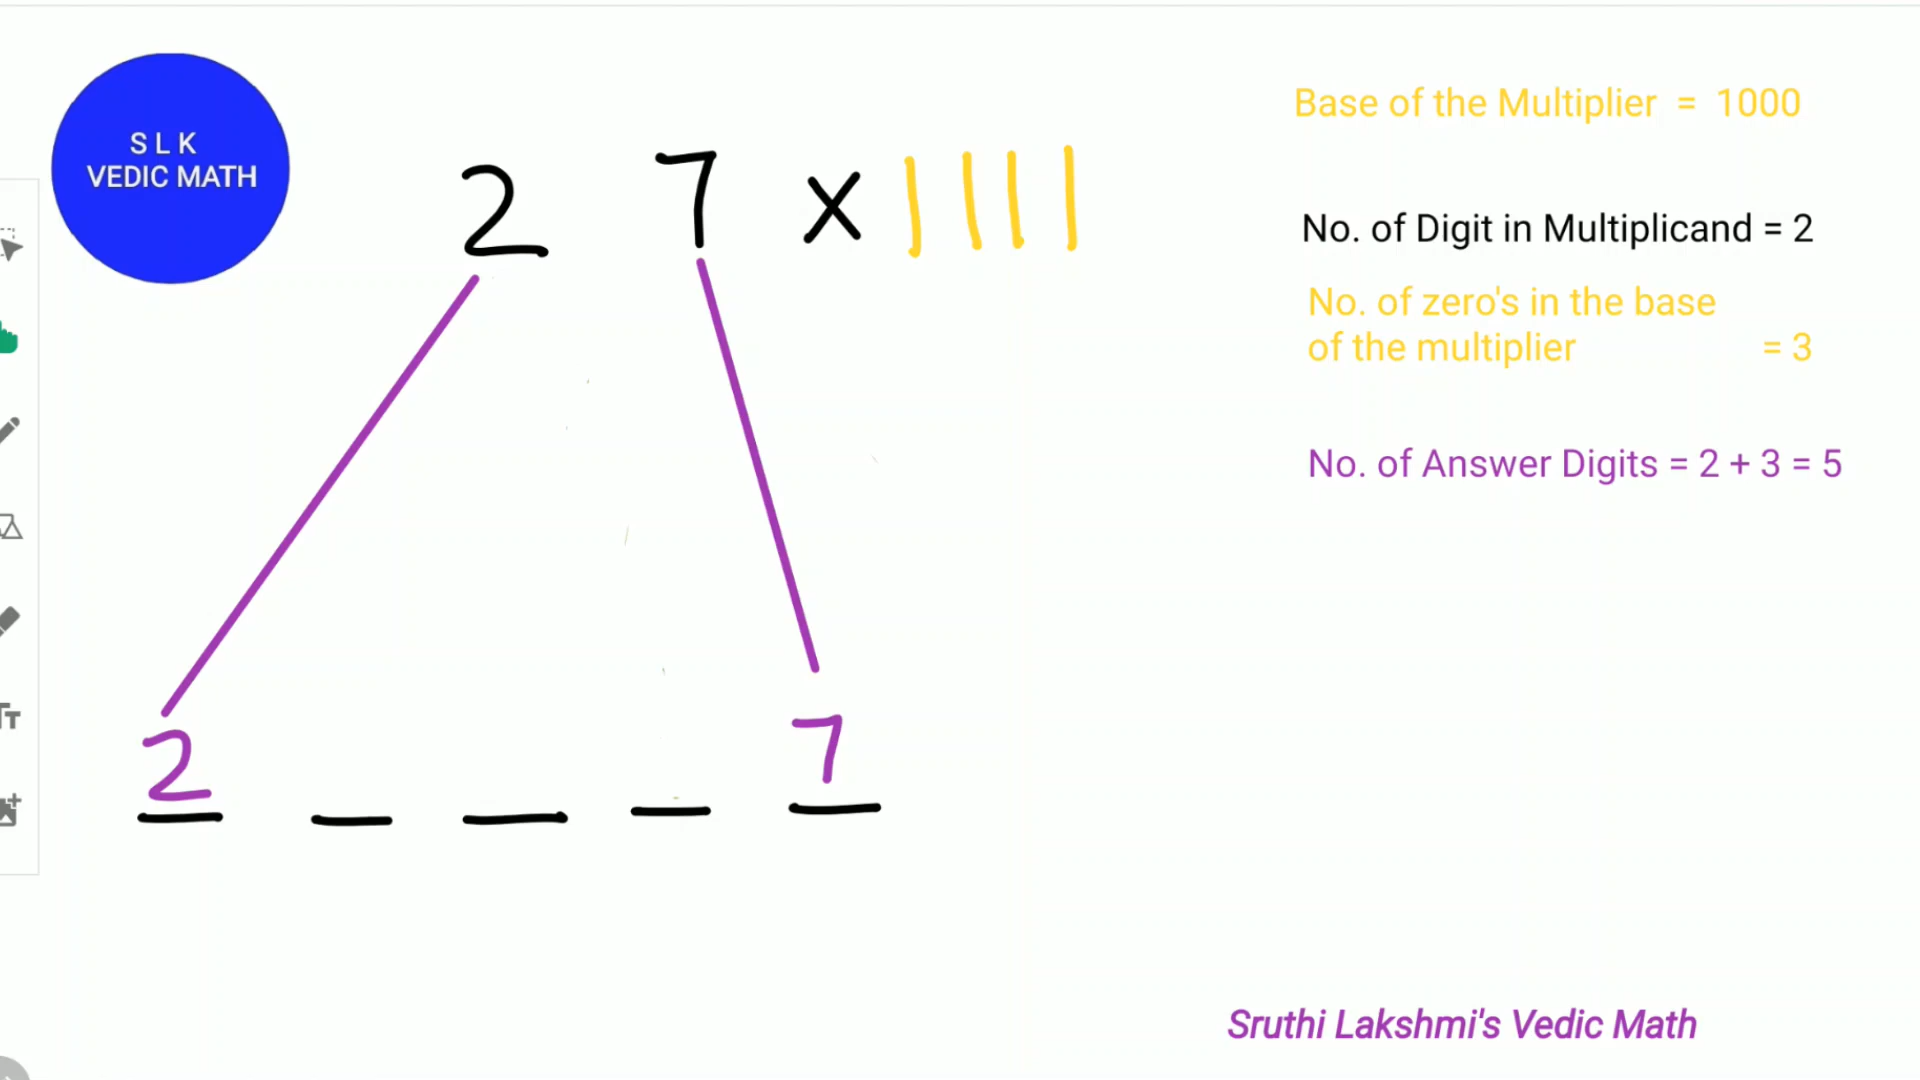 S L K
VEDIC MATH
2 7 x 1111
2 _ _ _ 7
Base of the Multiplier = 1000
No. of Digit in Multiplicand = 2
No. of zero's in the base
of the multiplier = 3
No. of Answer Digits = 2 + 3 = 5
Sruthi Lakshmi's Vedic Math